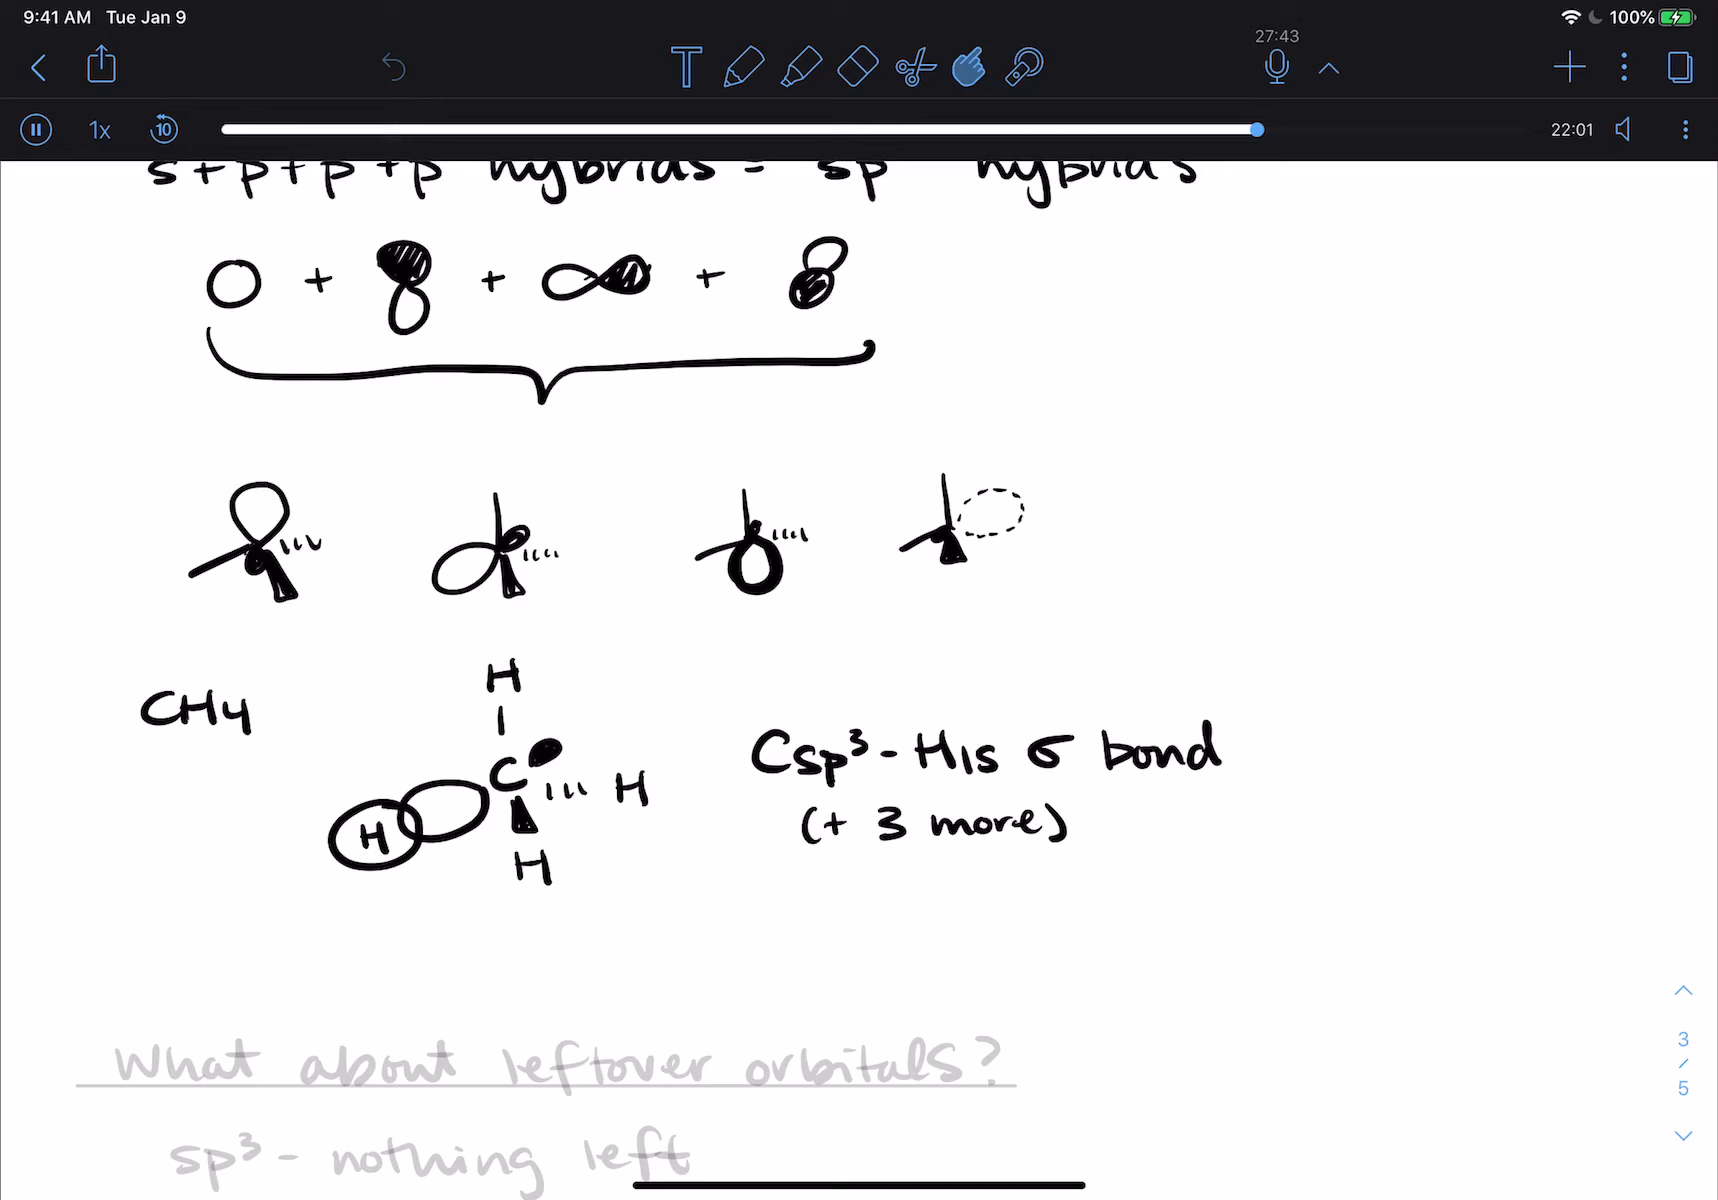 9:41 AM Tue Jan 9
100%
27:43
1x
10
22:01
s+p+p+p hybrids = sp hybrids
+ + +
CH4
H
C
H
H
H
Csp³-H1s σ bond
(+ 3 more)
What about leftover orbitals?
sp³ - nothing left
3
/
5